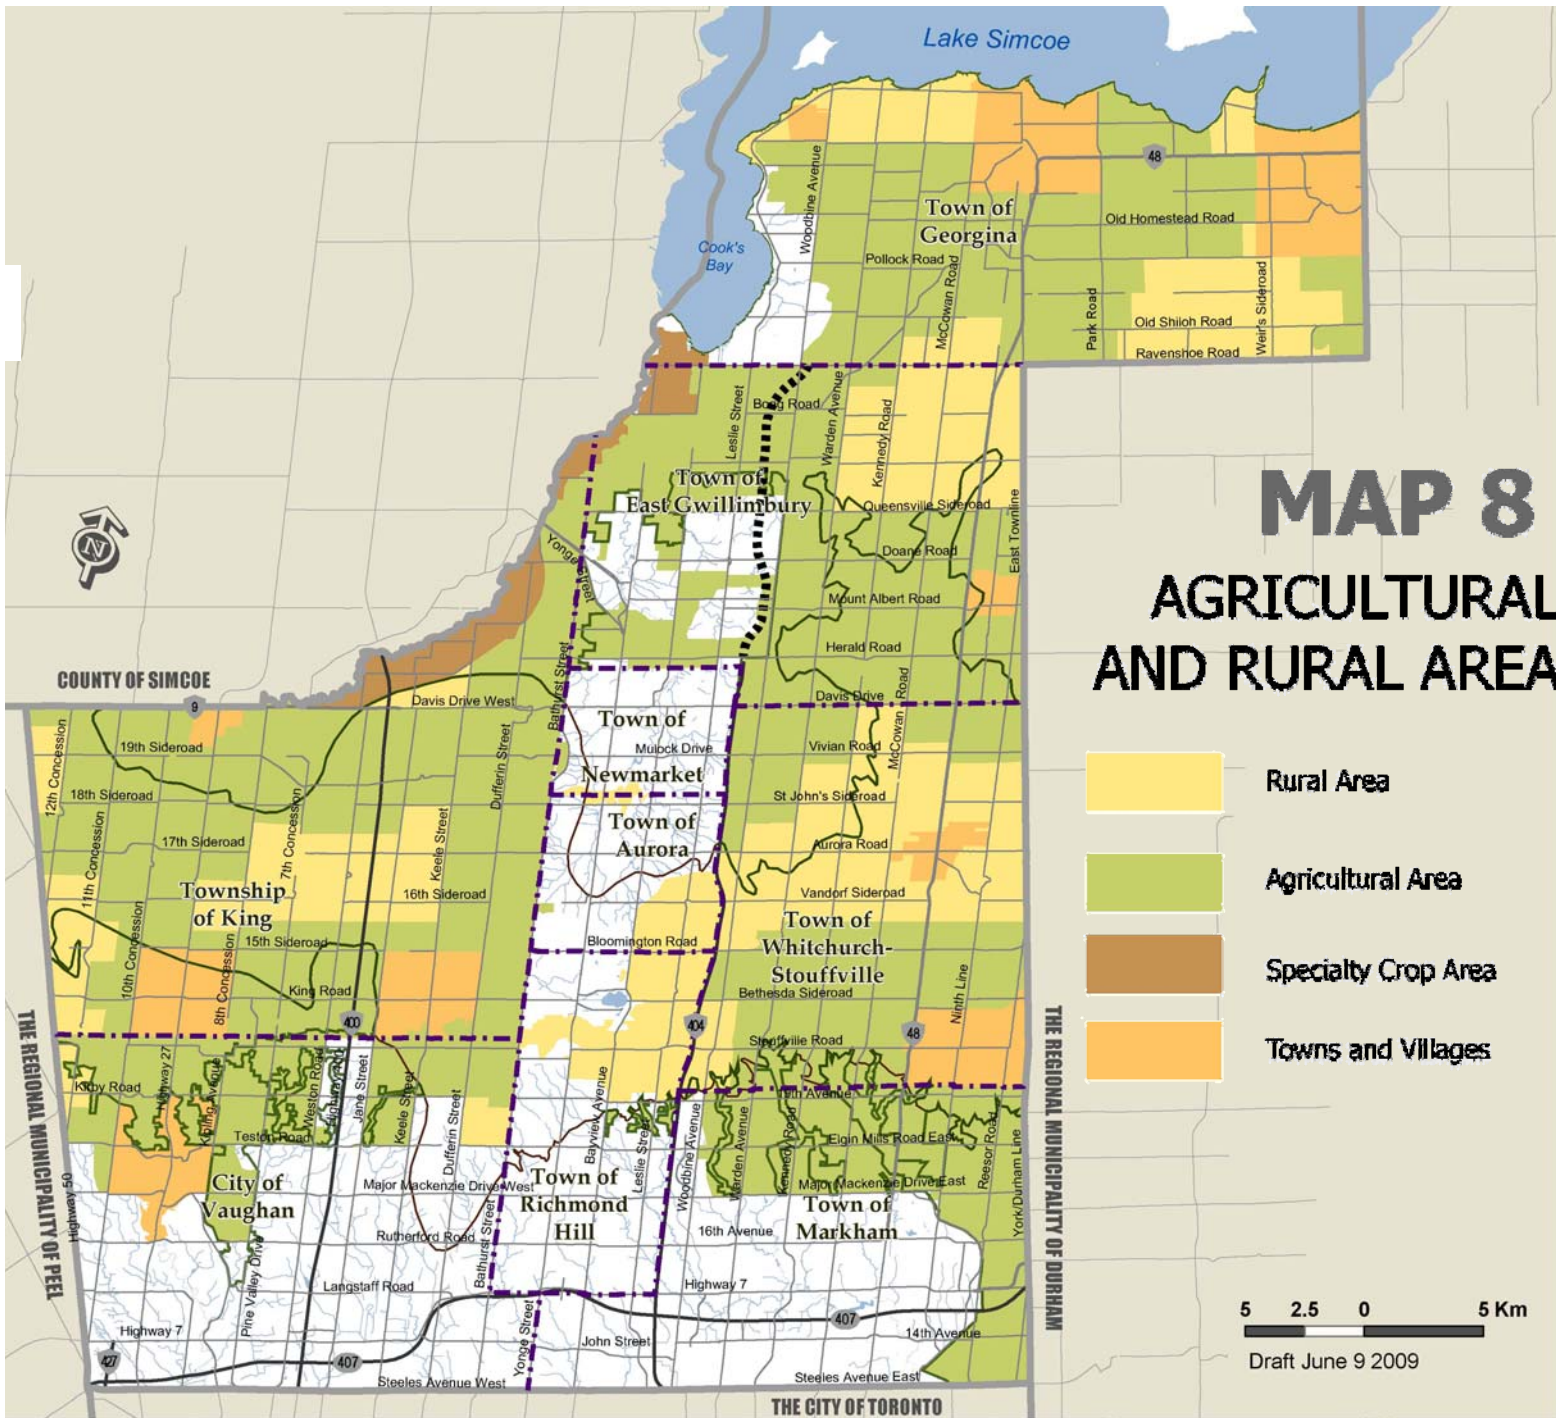 Lake Simcoe
48
Woodbine Avenue
Town of
Georgina
Old Homestead Road
Cook's
Bay
Pollock Road
McCowan Road
Park Road
Weir's Sideroad
Old Shiloh Road
Ravenshoe Road
Leslie Street
Boag Road
Warden Avenue
Kennedy Road
MAP 8
Town of
East Gwillimbury
Queensville Sideroad
East Townline
N
Yonge Street
Doane Road
AGRICULTURAL
Mount Albert Road
Herald Road
AND RURAL AREA
COUNTY OF SIMCOE
9
Davis Drive West
Bathurst Street
Davis Drive
McCowan Road
12th Concession
19th Sideroad
Dufferin Street
Town of
Newmarket
Mulock Drive
Vivian Road
Rural Area
18th Sideroad
St John's Sideroad
11th Concession
17th Sideroad
7th Concession
Keele Street
Town of
Aurora
Aurora Road
Agricultural Area
Township
of King
16th Sideroad
Vandorf Sideroad
Town of
Whitchurch-
Stouffville
10th Concession
15th Sideroad
8th Concession
Bloomington Road
Specialty Crop Area
King Road
Bethesda Sideroad
Ninth Line
400
404
48
Stouffville Road
Towns and Villages
THE REGIONAL MUNICIPALITY OF PEEL
THE REGIONAL MUNICIPALITY OF DURHAM
Kirby Road
Highway 27
Kipling Avenue
Weston Road
Highway 400
Jane Street
Keele Street
Dufferin Street
Bayview Avenue
Leslie Street
Woodbine Avenue
19th Avenue
Warden Avenue
Kennedy Road
Teston Road
Elgin Mills Road East
Reesor Road
York/Durham Line
Highway 50
City of
Vaughan
Major Mackenzie Drive West
Town of
Richmond
Hill
Major Mackenzie Drive East
Town of
Markham
Pine Valley Drive
Rutherford Road
Bathurst Street
16th Avenue
Langstaff Road
Highway 7
Yonge Street
5 2.5 0 5 Km
Highway 7
407
John Street
14th Avenue
427
407
Draft June 9 2009
Steeles Avenue West
Steeles Avenue East
THE CITY OF TORONTO